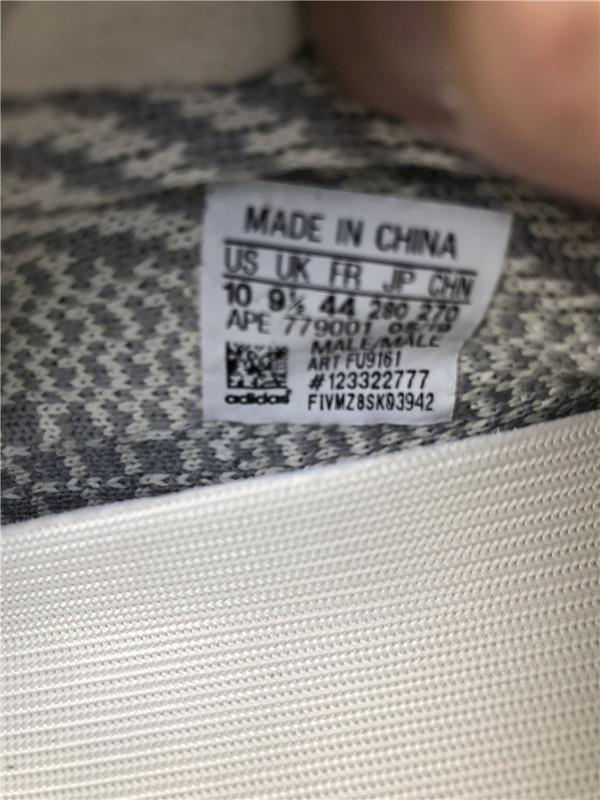 MADE IN CHINA
US UK FR JP CHN
10 9½ 44 280 270
APE 779001 05/19
MALE/MALE
ART FU9161
#123322777
adidas FIVMZ8SK03942